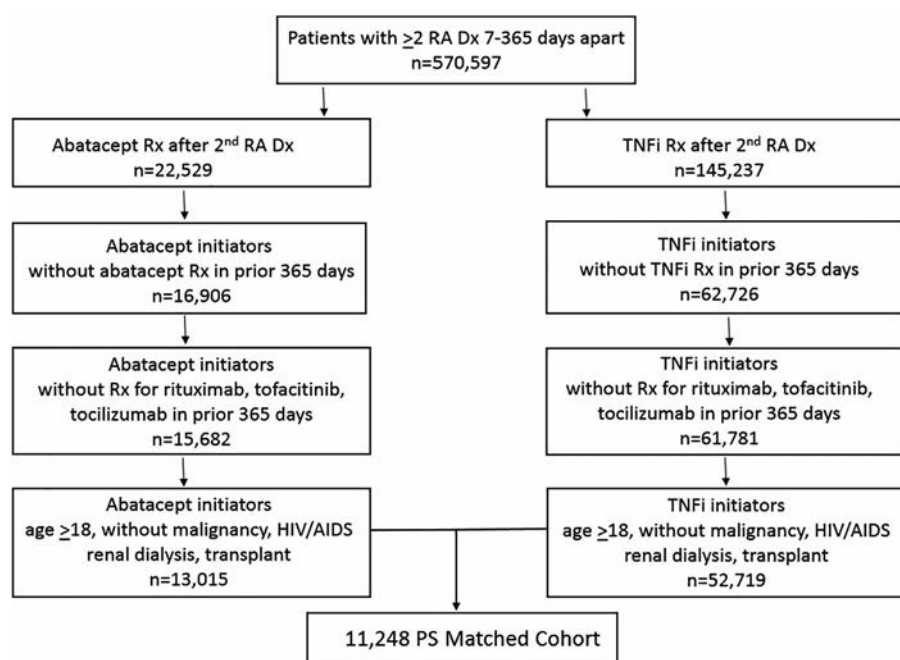 Patients with ≥2 RA Dx 7-365 days apart
n=570,597
Abatacept Rx after 2nd RA Dx
n=22,529
TNFi Rx after 2nd RA Dx
n=145,237
Abatacept initiators
without abatacept Rx in prior 365 days
n=16,906
TNFi initiators
without TNFi Rx in prior 365 days
n=62,726
Abatacept initiators
without Rx for rituximab, tofacitinib,
tocilizumab in prior 365 days
n=15,682
TNFi initiators
without Rx for rituximab, tofacitinib,
tocilizumab in prior 365 days
n=61,781
Abatacept initiators
age ≥18, without malignancy, HIV/AIDS
renal dialysis, transplant
n=13,015
TNFi initiators
age ≥18, without malignancy, HIV/AIDS
renal dialysis, transplant
n=52,719
11,248 PS Matched Cohort